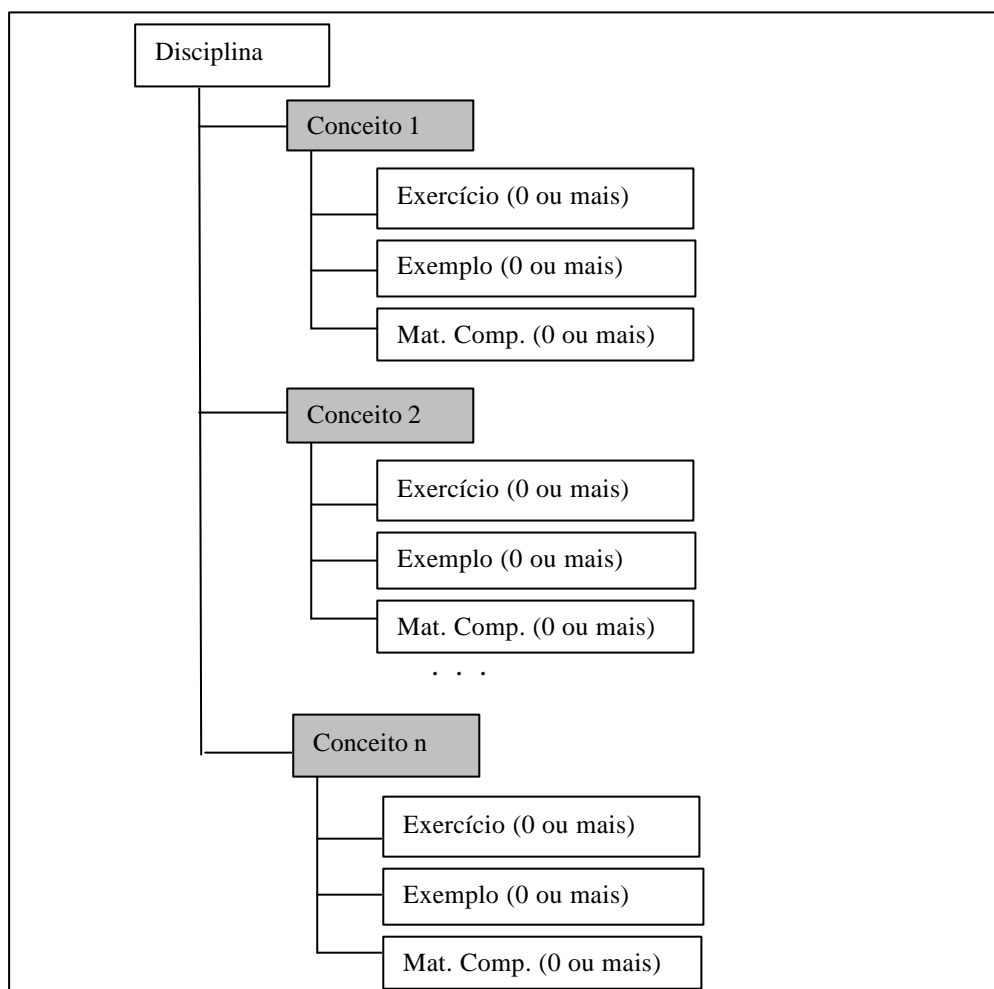 Disciplina
Conceito 1
Exercício (0 ou mais)
Exemplo (0 ou mais)
Mat. Comp. (0 ou mais)
Conceito 2
Exercício (0 ou mais)
Exemplo (0 ou mais)
Mat. Comp. (0 ou mais)
. . .
Conceito n
Exercício (0 ou mais)
Exemplo (0 ou mais)
Mat. Comp. (0 ou mais)